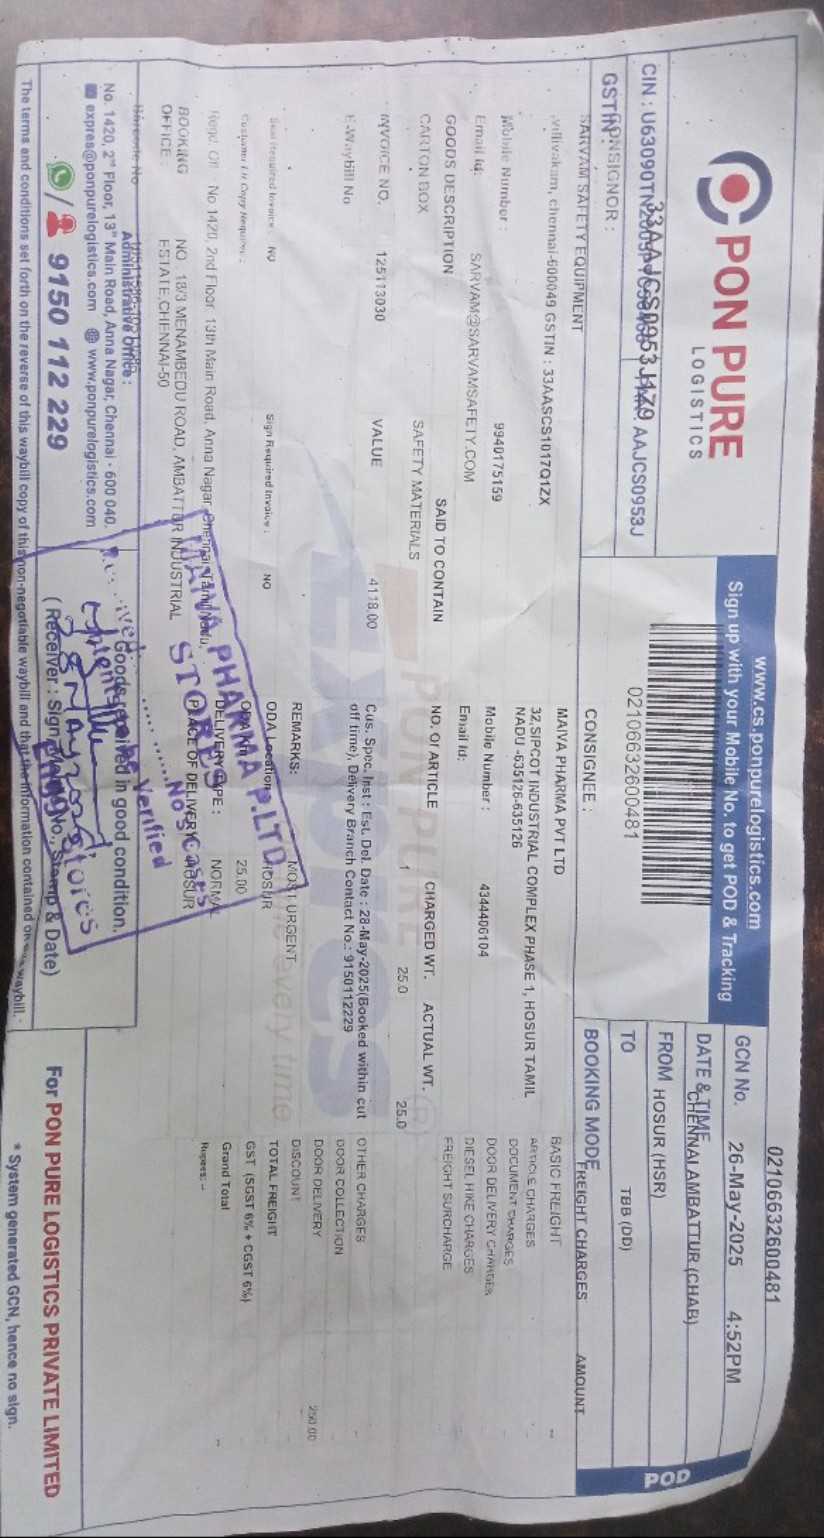 PON PURE
LOGISTICS
www.cs.ponpurelogistics.com
Sign up with your Mobile No. to get POD & Tracking
02106632600481
02106632600481
GCN No. 26-May-2025 4:52PM
DATE & TIME
CHENNAI AMBATTUR (CHAB)
FROM HOSUR (HSR)
TO TBB (DD)
BOOKING MODE
POD
CIN : AAJCS0953J
GSTIN : 33AAJCS0953J1Z9
CONSIGNOR :
SARVAM SAFETY EQUIPMENT
villivakam, chennai-600049 GSTIN : 33AASCS1017Q1ZX
Mobile Number : 9940175159
Email Id: SARVAM@SARVAMSAFETY.COM
CONSIGNEE :
MAIVA PHARMA PVT LTD
32,SIPCOT INDUSTRIAL COMPLEX PHASE 1, HOSUR TAMIL
NADU -635126-635126
Mobile Number : 4344406104
Email Id:
GOODS DESCRIPTION SAID TO CONTAIN NO. Of ARTICLE CHARGED WT. ACTUAL WT.
CARTON BOX SAFETY MATERIALS 1 25.0 25.0
INVOICE NO. 125113030 VALUE 4118.00
E-Waybill No
Cus. Spec. Inst : Est. Del. Date : 28-May-2025(Booked within cut
off time), Delivery Branch Contact No.: 9150112229
REMARKS: MOST URGENT
Seal Required Invoice : NO Sign Required Invoice : NO
ODA Location HOSUR
25.00
DELIVERY TYPE : NORMAL
PLACE OF DELIVERY HOSUR
Regd. Off : No 1420, 2nd Floor, 13th Main Road, Anna Nagar, Chennai, Tamil Nadu,
BOOKING OFFICE : NO. 18/3 MENAMBEDU ROAD, AMBATTUR INDUSTRIAL
ESTATE,CHENNAI-50
FREIGHT CHARGES AMOUNT
BASIC FREIGHT --
ARTICLE CHARGES -
DOCUMENT CHARGES -
DOOR DELIVERY CHARGES
DIESEL HIKE CHARGES
FREIGHT SURCHARGE
OTHER CHARGES -
DOOR COLLECTION
DOOR DELIVERY 250.00
DISCOUNT
TOTAL FREIGHT
GST (SGST 6% + CGST 6%)
Grand Total --
Rupees: --
PON PURE
every time
MAIVA PHARMA P.LTD
STORES
Nos Cases
Verified
Stores
Administrative Office :
No. 1420, 2nd Floor, 13th Main Road, Anna Nagar, Chennai - 600 040.
expres@ponpurelogistics.com www.ponpurelogistics.com
9150 112 229
Goods received in good condition.
( Receiver : Sign, Stamp & Date)
The terms and conditions set forth on the reverse of this waybill copy of this non-negotiable waybill and that the information contained on waybill.
For PON PURE LOGISTICS PRIVATE LIMITED
* System generated GCN, hence no sign.